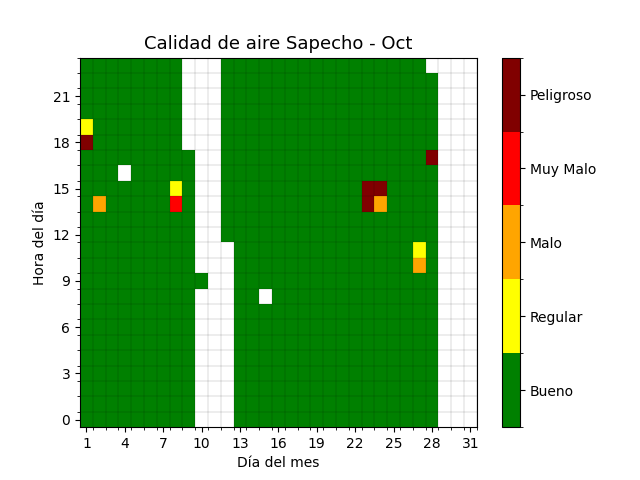 Calidad de aire Sapecho - Oct
21
18
15
12
9
6
3
0
Hora del día
1 4 7 10 13 16 19 22 25 28 31
Día del mes
Peligroso
Muy Malo
Malo
Regular
Bueno